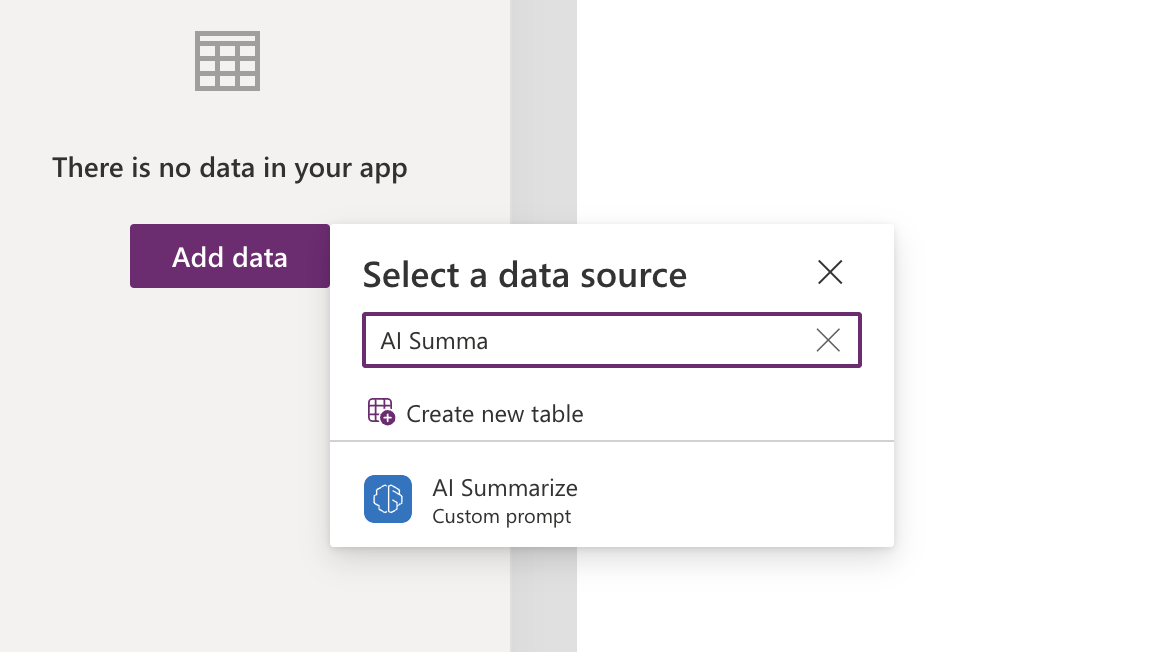 There is no data in your app
Add data
Select a data source
AI Summa
Create new table
AI Summarize
Custom prompt